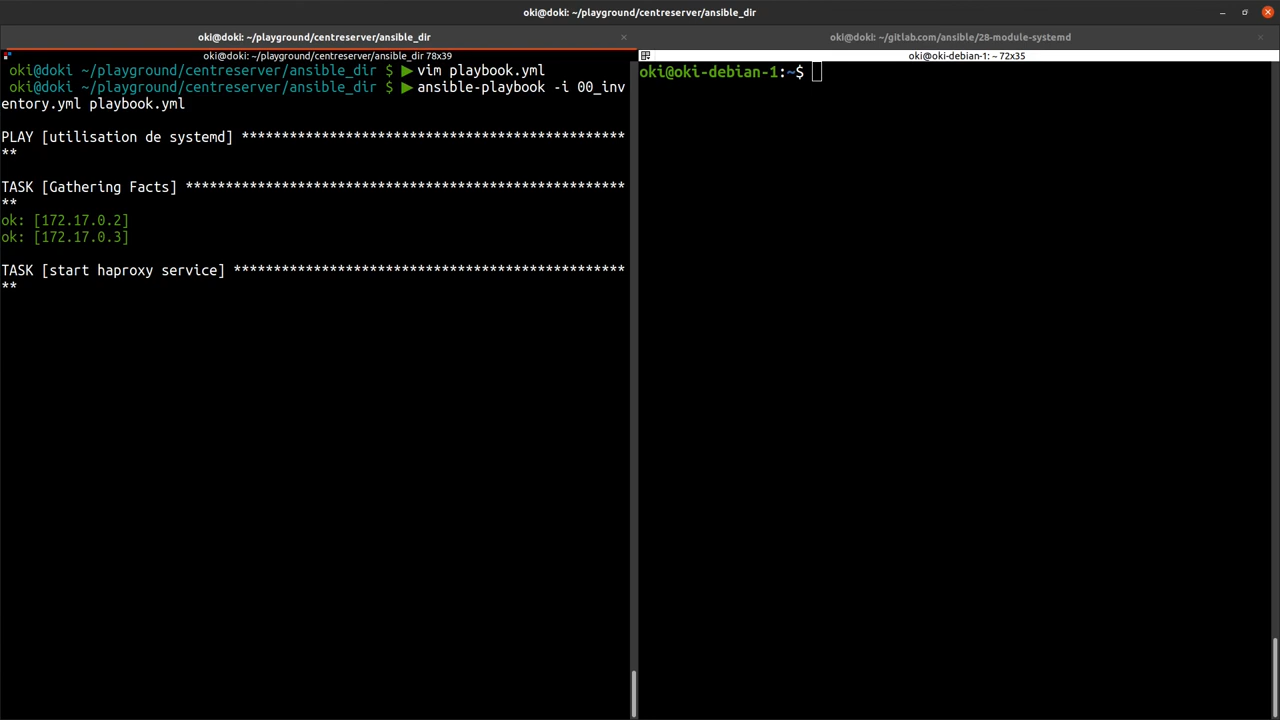 oki@doki: ~/playground/centreserver/ansible_dir
oki@doki: ~/playground/centreserver/ansible_dir
oki@doki: ~/gitlab.com/ansible/28-module-systemd
oki@doki: ~/playground/centreserver/ansible_dir 78x39
oki@doki ~/playground/centreserver/ansible_dir $ ▶vim playbook.yml
oki@doki ~/playground/centreserver/ansible_dir $ ▶ansible-playbook -i 00_inv
entory.yml playbook.yml
PLAY [utilisation de systemd] ************************************************
**
TASK [Gathering Facts] *******************************************************
**
ok: [172.17.0.2]
ok: [172.17.0.3]
TASK [start haproxy service] *************************************************
**
oki@oki-debian-1: ~ 72x35
oki@oki-debian-1:~$